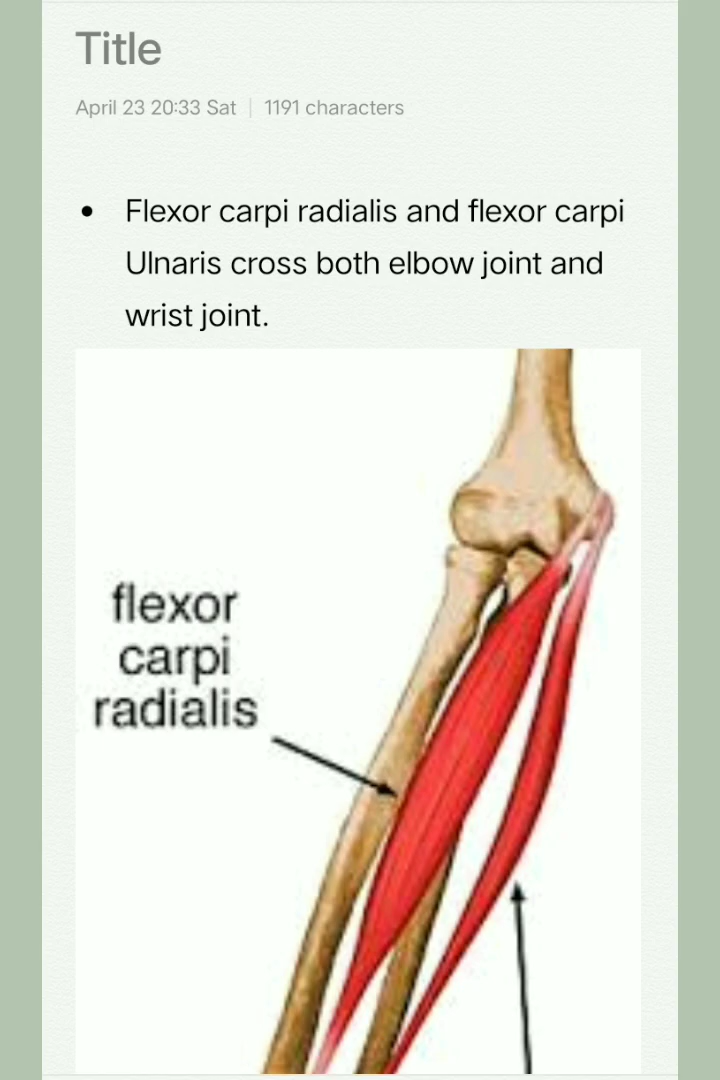 Title
April 23 20:33 Sat | 1191 characters
• Flexor carpi radialis and flexor carpi
Ulnaris cross both elbow joint and
wrist joint.
flexor
carpi
radialis